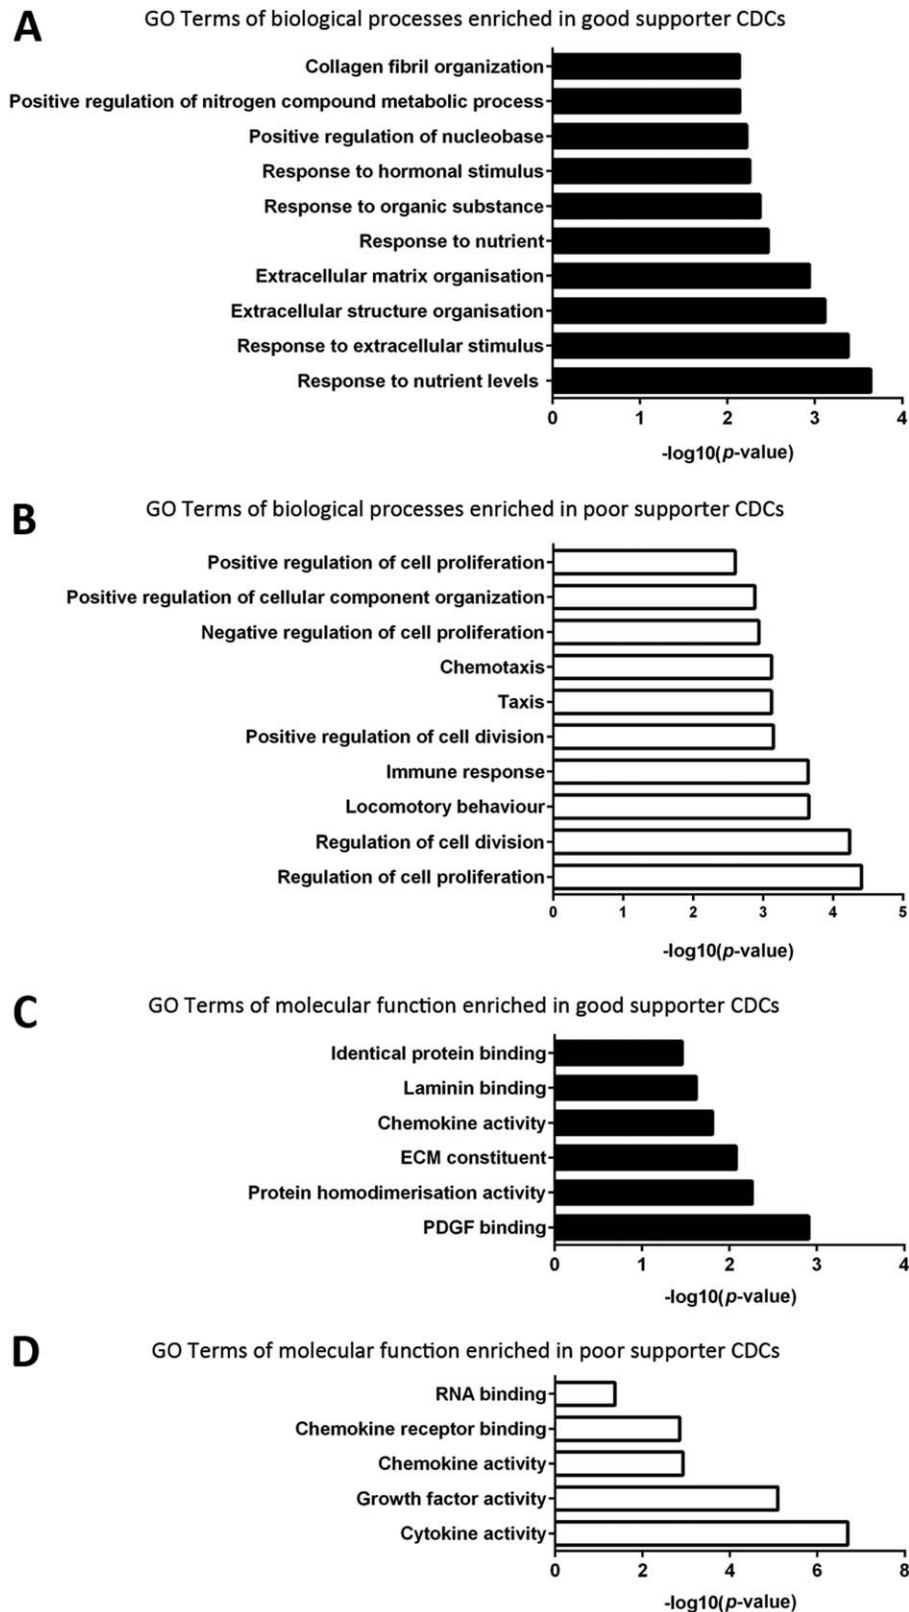 A
GO Terms of biological processes enriched in good supporter CDCs
Collagen fibril organization
Positive regulation of nitrogen compound metabolic process
Positive regulation of nucleobase
Response to hormonal stimulus
Response to organic substance
Response to nutrient
Extracellular matrix organisation
Extracellular structure organisation
Response to extracellular stimulus
Response to nutrient levels
0 1 2 3 4
-log10(p-value)
B
GO Terms of biological processes enriched in poor supporter CDCs
Positive regulation of cell proliferation
Positive regulation of cellular component organization
Negative regulation of cell proliferation
Chemotaxis
Taxis
Positive regulation of cell division
Immune response
Locomotory behaviour
Regulation of cell division
Regulation of cell proliferation
0 1 2 3 4 5
-log10(p-value)
C
GO Terms of molecular function enriched in good supporter CDCs
Identical protein binding
Laminin binding
Chemokine activity
ECM constituent
Protein homodimerisation activity
PDGF binding
0 1 2 3 4
-log10(p-value)
D
GO Terms of molecular function enriched in poor supporter CDCs
RNA binding
Chemokine receptor binding
Chemokine activity
Growth factor activity
Cytokine activity
0 2 4 6 8
-log10(p-value)